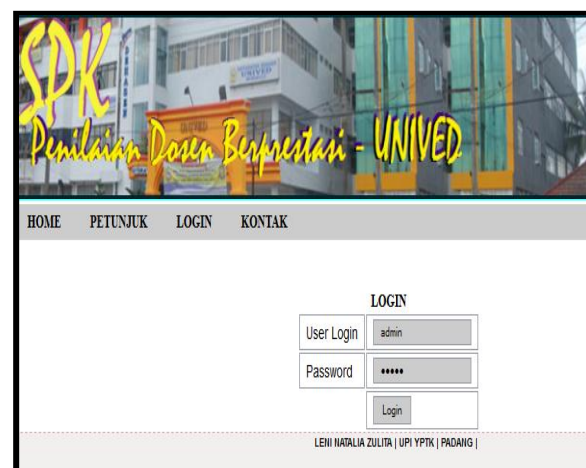 SPK
Penilaian Dosen Berprestasi - UNIVED
HOME PETUNJUK LOGIN KONTAK
LOGIN
User Login admin
Password •••••
Login
LENI NATALIA ZULITA | UPI YPTK | PADANG |